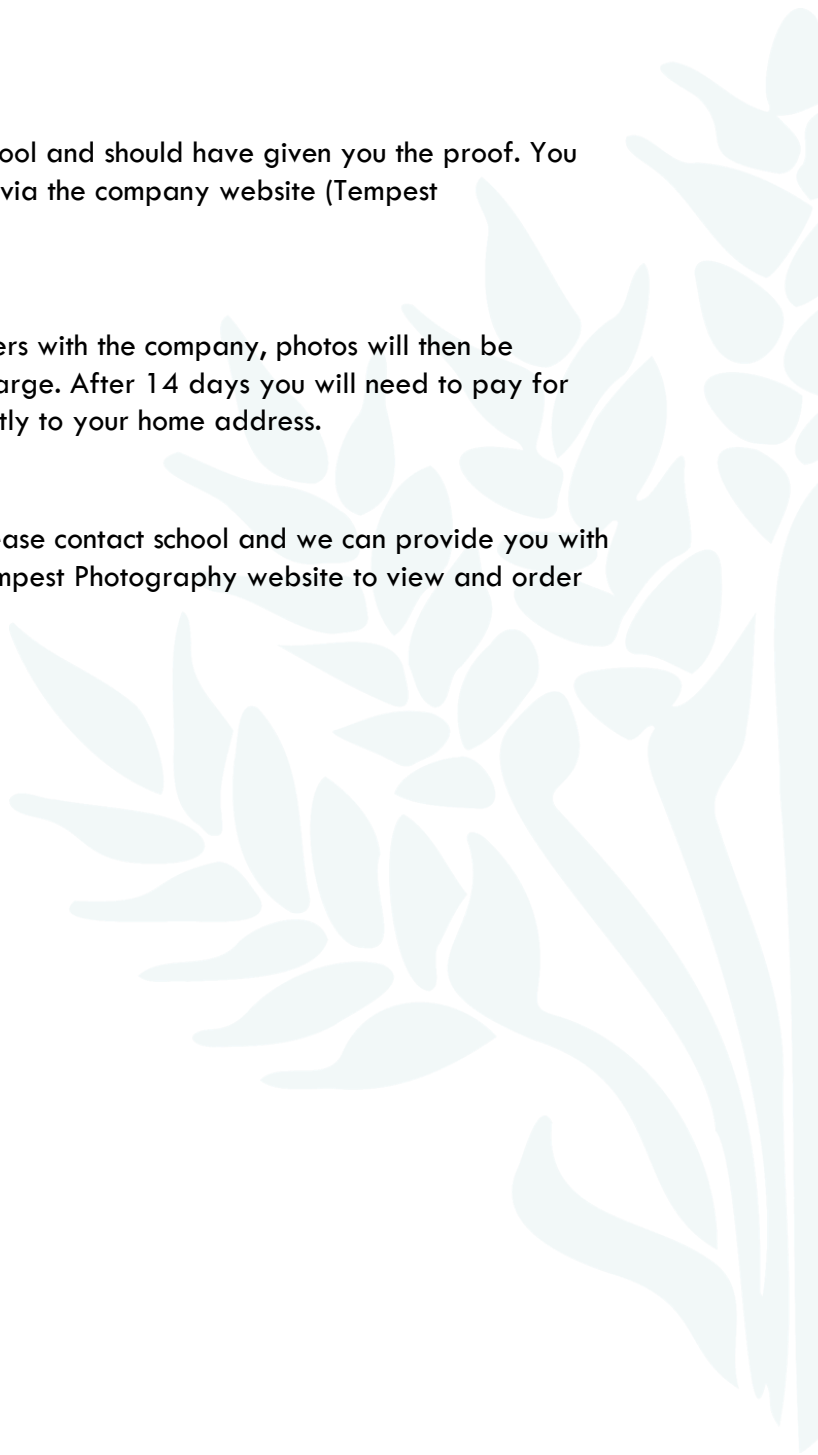 ool and should have given you the proof. You
via the company website (Tempest
ers with the company, photos will then be
arge. After 14 days you will need to pay for
tly to your home address.
ase contact school and we can provide you with
mpest Photography website to view and order